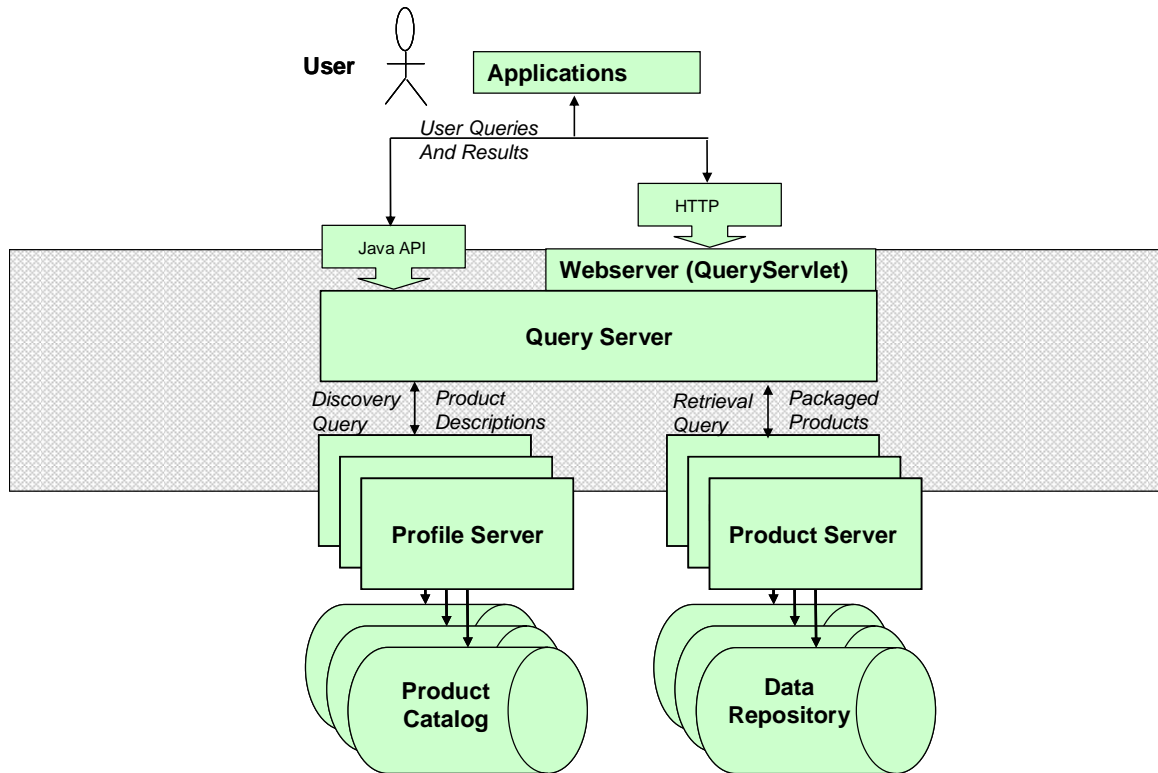 User
Applications
User Queries
And Results
HTTP
Java API
Webserver (QueryServlet)
Query Server
Discovery
Query
Product
Descriptions
Retrieval
Query
Packaged
Products
Profile Server
Product Server
Product
Catalog
Data
Repository